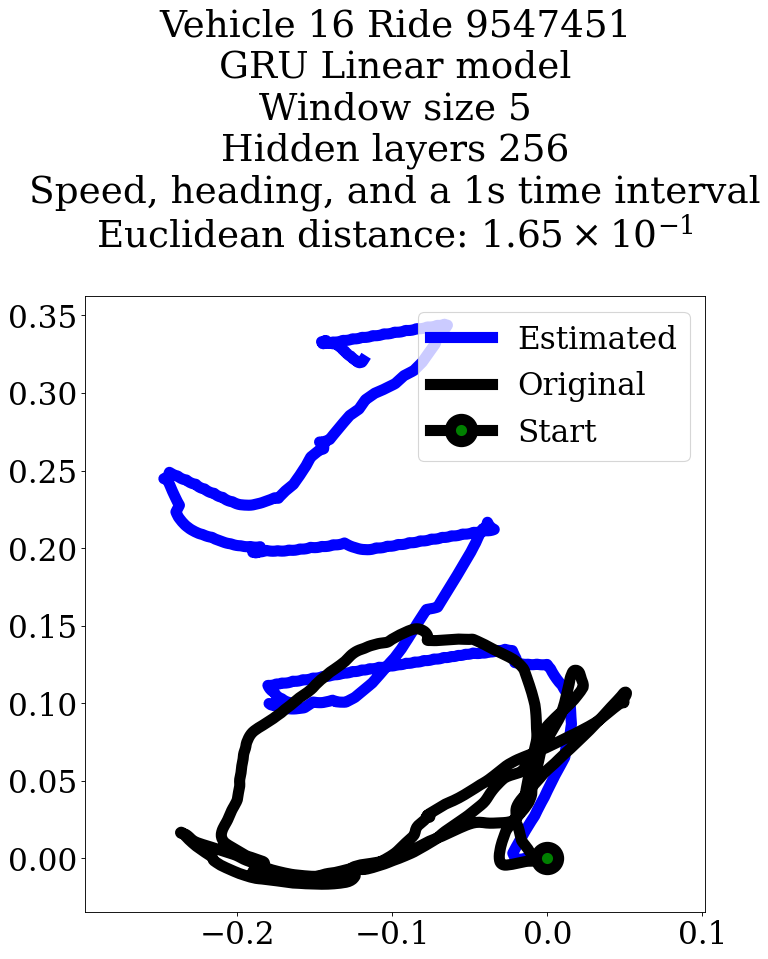 Vehicle 16 Ride 9547451
GRU Linear model
Window size 5
Hidden layers 256
Speed, heading, and a 1s time interval
Euclidean distance: 1.65 × 10⁻¹
0.35
0.30
0.25
0.20
0.15
0.10
0.05
0.00
Estimated
Original
Start
−0.2
−0.1
0.0
0.1